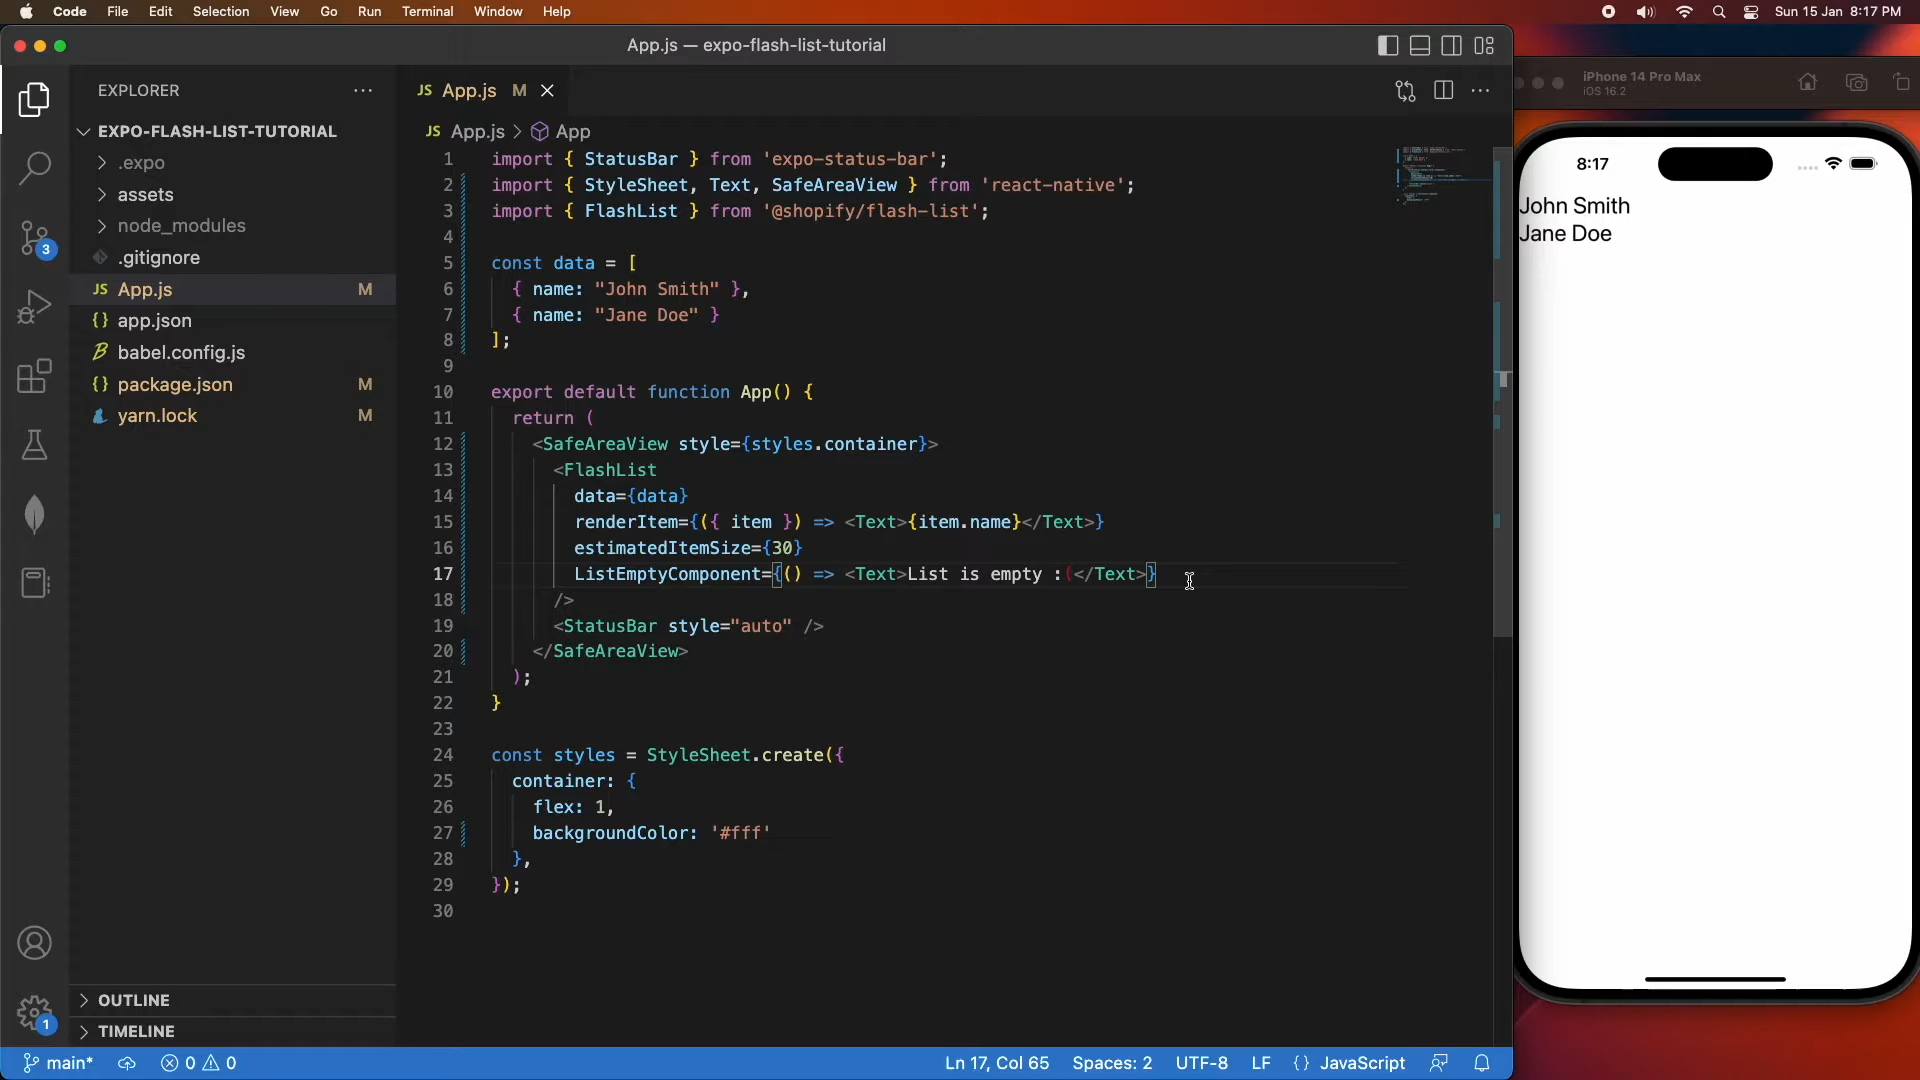 Code File Edit Selection View Go Run Terminal Window Help
Sun 15 Jan 8:17 PM
App.js — expo-flash-list-tutorial
iPhone 14 Pro Max
iOS 16.2
EXPLORER
JS App.js M
EXPO-FLASH-LIST-TUTORIAL
.expo
assets
node_modules
.gitignore
JS App.js M
{} app.json
babel.config.js
{} package.json M
yarn.lock M
3
OUTLINE
TIMELINE
1
JS App.js > App
1 import { StatusBar } from 'expo-status-bar';
2 import { StyleSheet, Text, SafeAreaView } from 'react-native';
3 import { FlashList } from '@shopify/flash-list';
4
5 const data = [
6 { name: "John Smith" },
7 { name: "Jane Doe" }
8 ];
9
10 export default function App() {
11 return (
12 <SafeAreaView style={styles.container}>
13 <FlashList
14 data={data}
15 renderItem={({ item }) => <Text>{item.name}</Text>}
16 estimatedItemSize={30}
17 ListEmptyComponent={() => <Text>List is empty :(</Text>}
18 />
19 <StatusBar style="auto" />
20 </SafeAreaView>
21 );
22 }
23
24 const styles = StyleSheet.create({
25 container: {
26 flex: 1,
27 backgroundColor: '#fff'
28 },
29 });
30
8:17
John Smith
Jane Doe
main* 0 0
Ln 17, Col 65 Spaces: 2 UTF-8 LF {} JavaScript